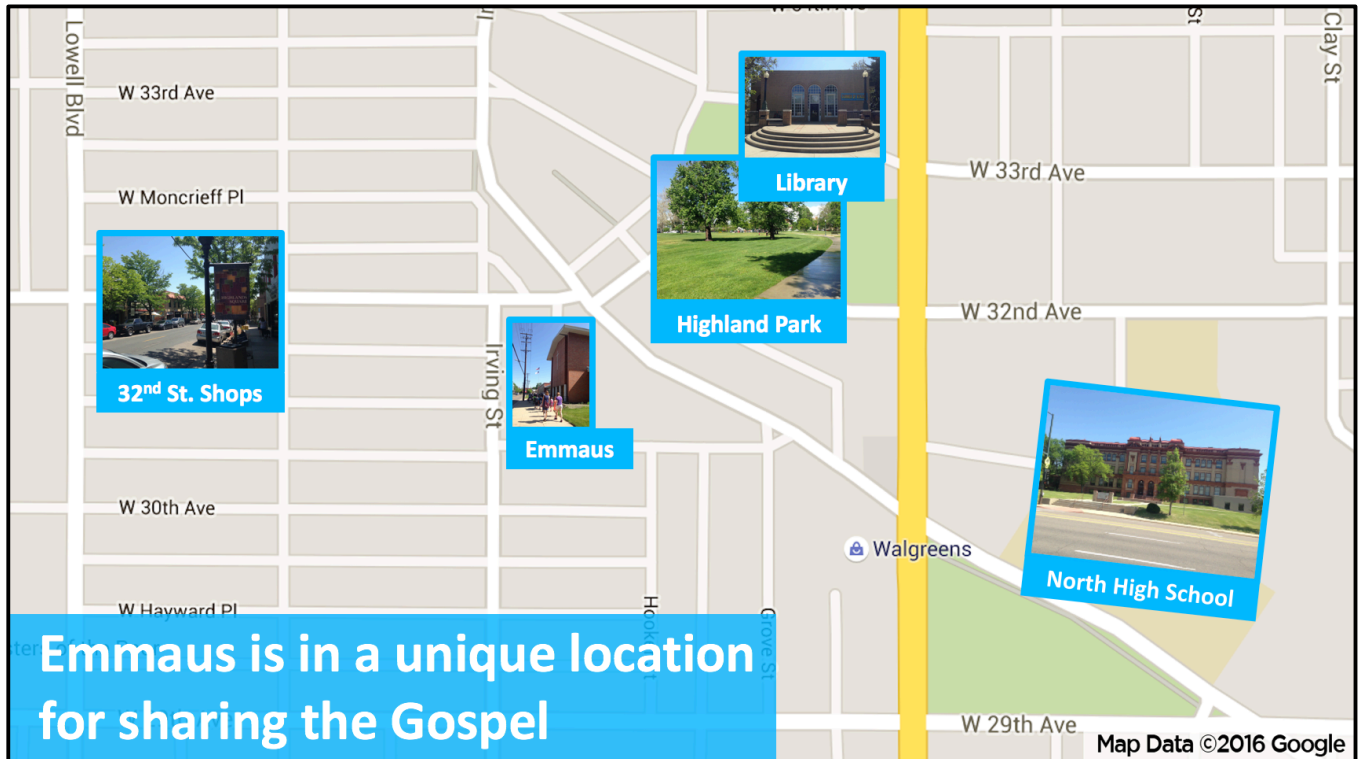 Lowell Blvd
St
Clay St
W 33rd Ave
W 33rd Ave
Library
W Moncrieff Pl
W 32nd Ave
Highland Park
32nd St. Shops
Irving St
Emmaus
W 30th Ave
Walgreens
North High School
W Hayward Pl
Grove St
Emmaus is in a unique location
for sharing the Gospel
W 29th Ave
Map Data ©2016 Google